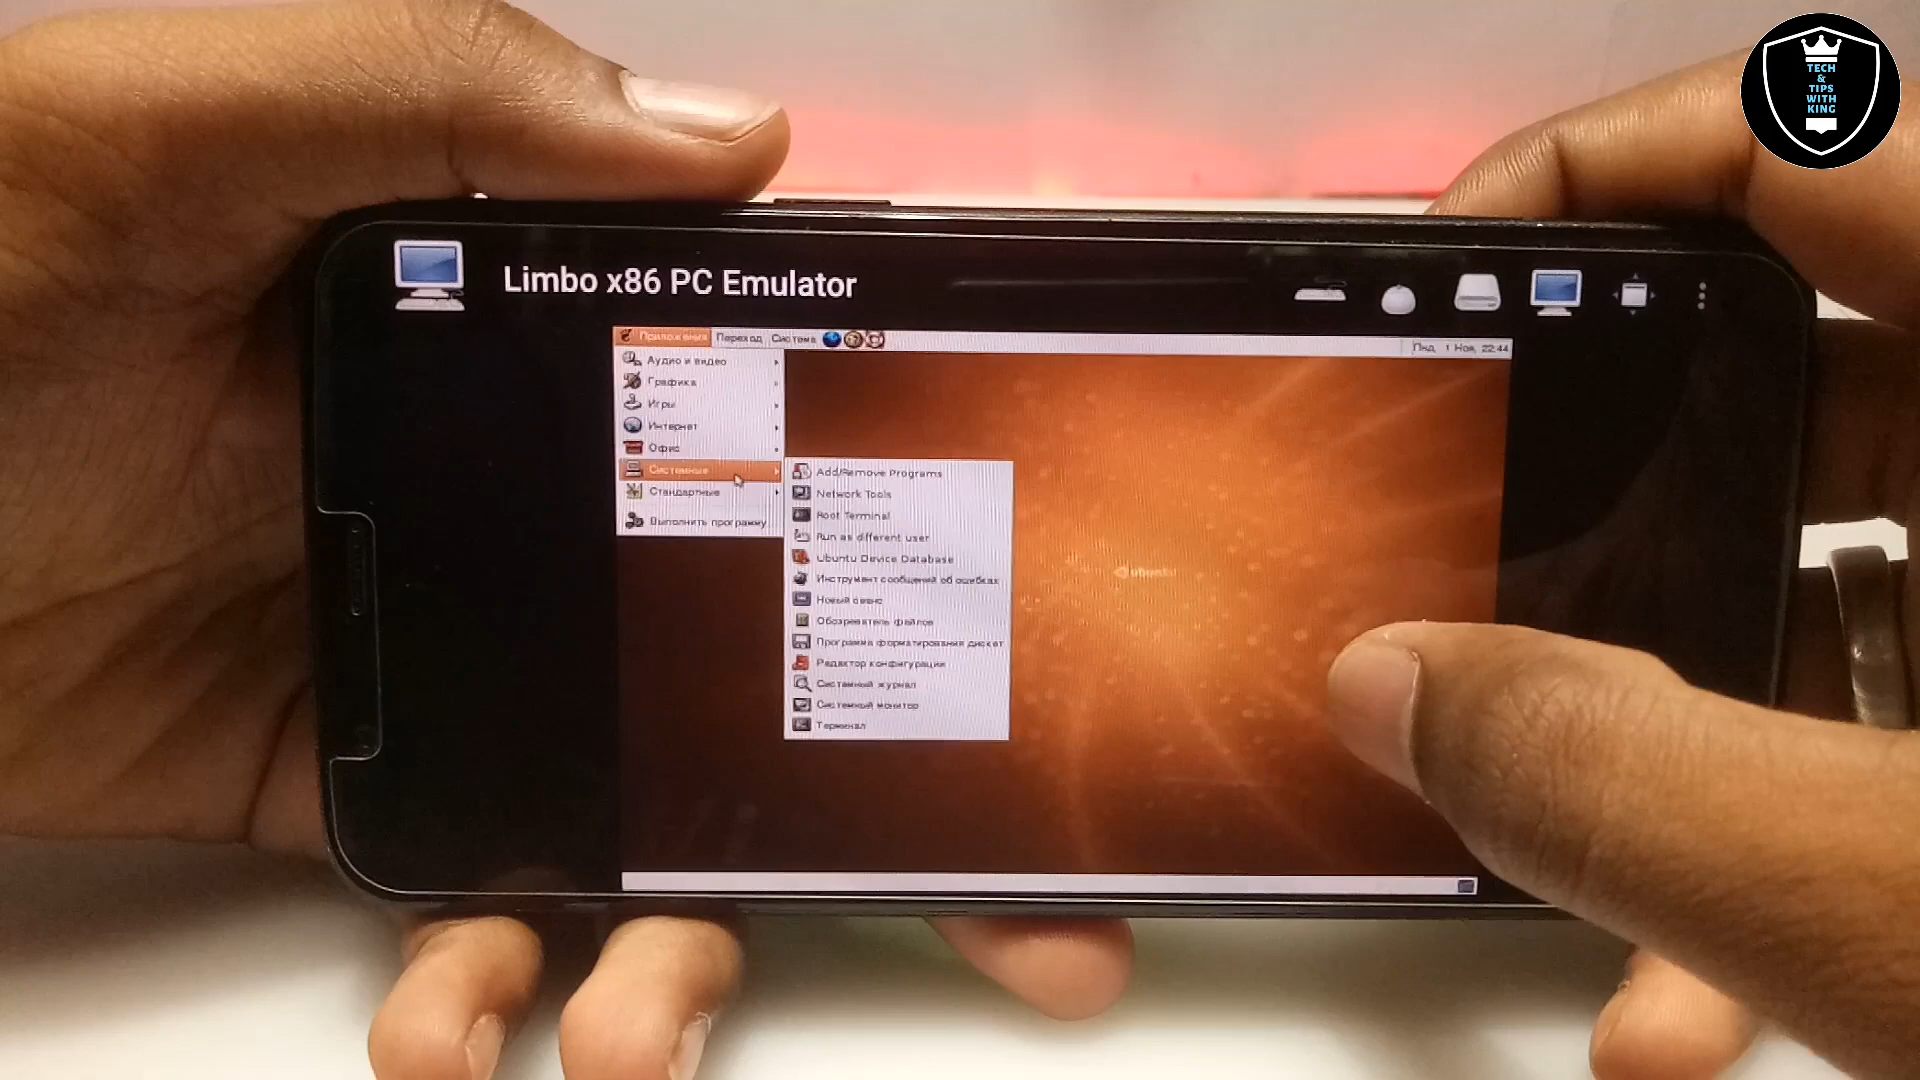 TECH
&
TIPS
WITH
KING
Limbo x86 PC Emulator
Приложения Переход Система
Пнд, 1 Ноя, 22:44
Аудио и видео
Графика
Игры
Интернет
Офис
Системные
Стандартные
Выполнить программу
Add/Remove Programs
Network Tools
Root Terminal
Run as different user
Ubuntu Device Database
Инструмент сообщений об ошибках
Новый сеанс
Обозреватель файлов
Программа форматирования дискет
Редактор конфигурации
Системный журнал
Системный монитор
Терминал
ubuntu